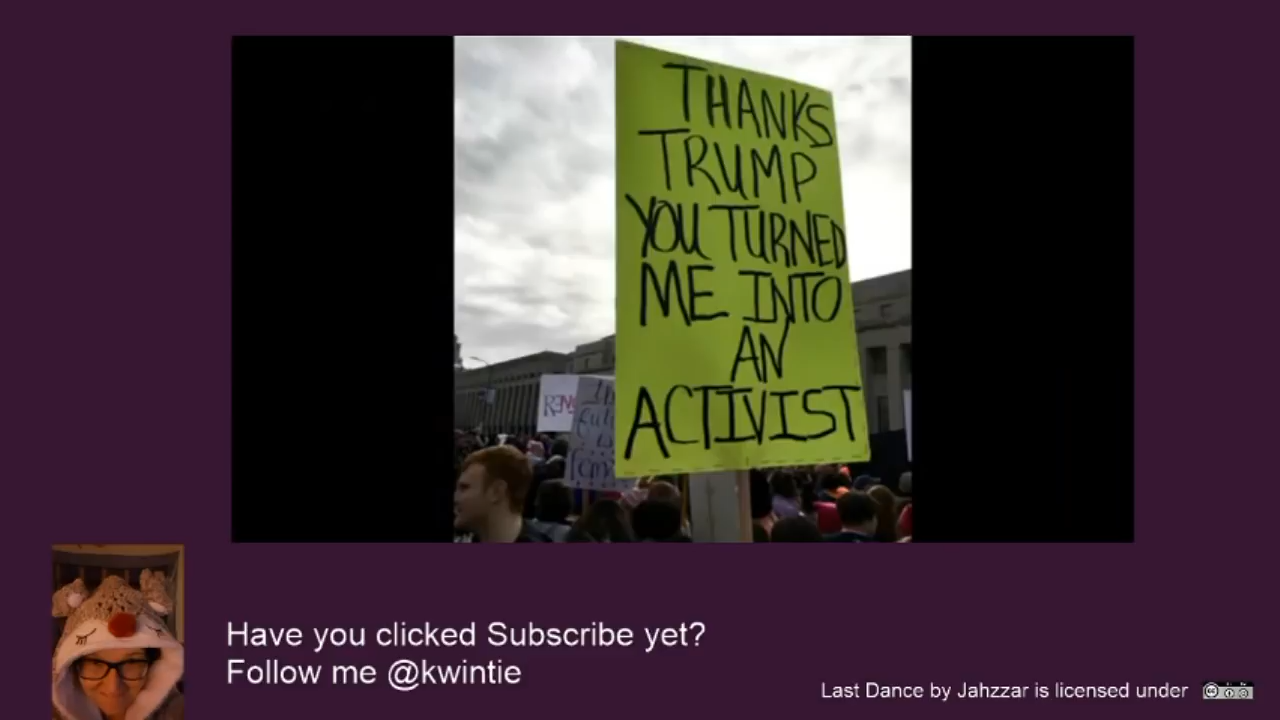 THANKS
TRUMP
YOU TURNED
ME INTO
AN
ACTIVIST
Have you clicked Subscribe yet?
Follow me @kwintie
Last Dance by Jahzzar is licensed under